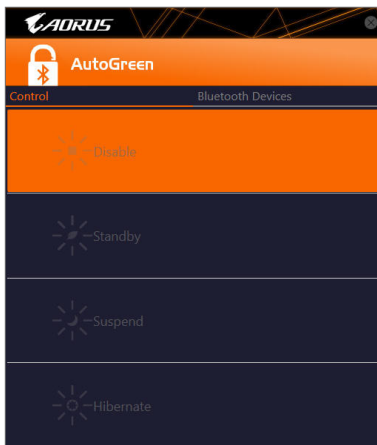 AORUS
AutoGreen
Control Bluetooth Devices
Disable
Standby
Suspend
Hibernate